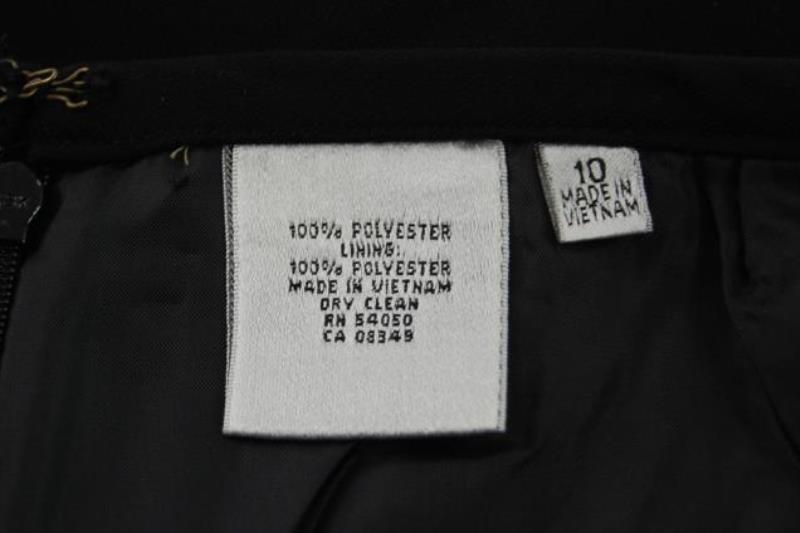 100% POLYESTER
LINING:
100% POLYESTER
MADE IN VIETNAM
DRY CLEAN
RN 54050
CA 08349
10
MADE IN
VIETNAM